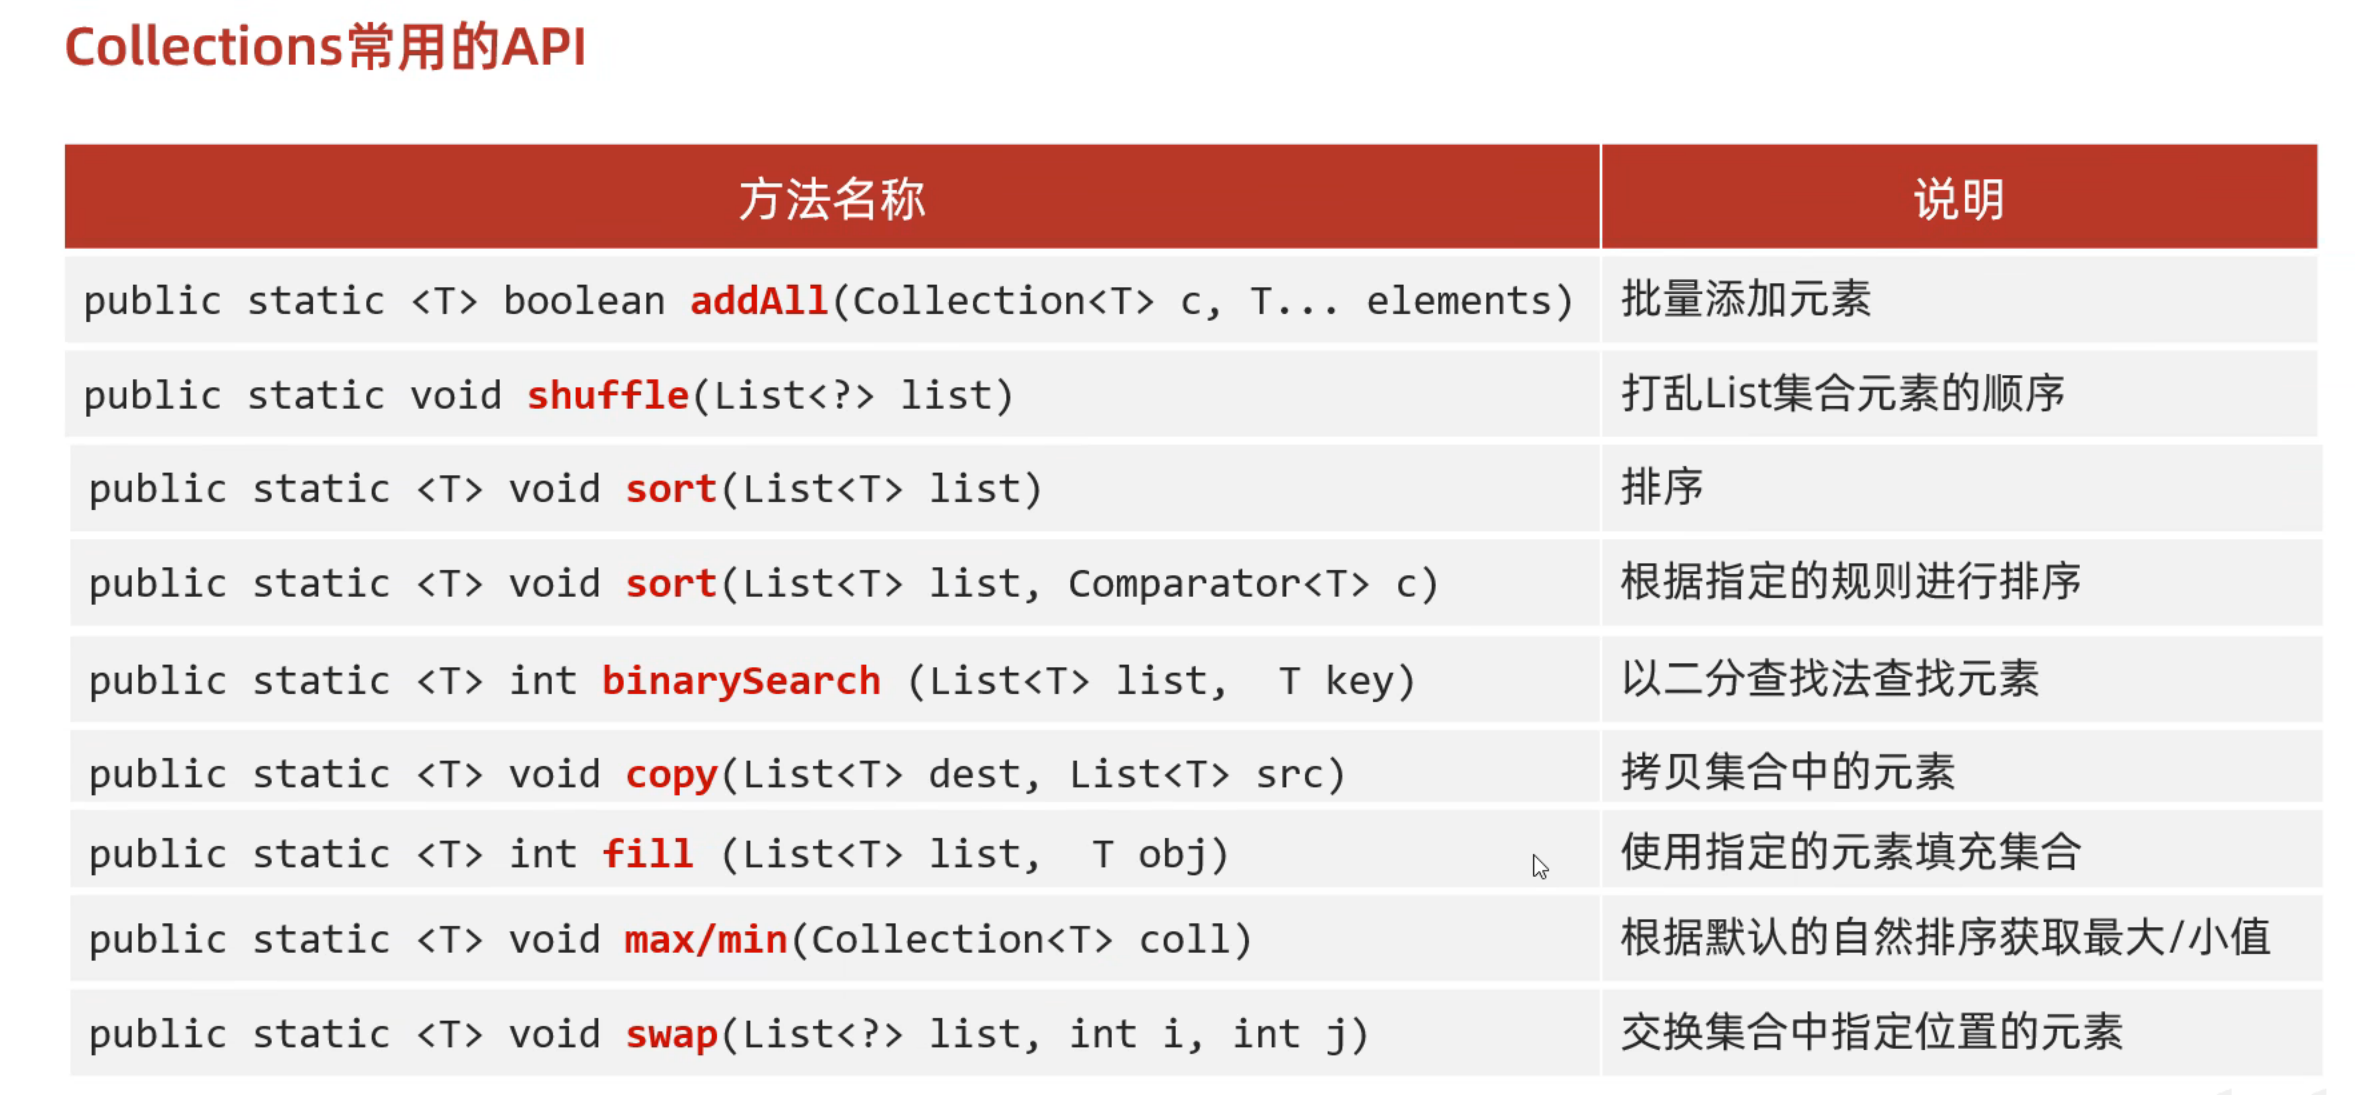 Collections常用的API
方法名称 说明
public static <T> boolean addAll(Collection<T> c, T... elements) 批量添加元素
public static void shuffle(List<?> list) 打乱List集合元素的顺序
public static <T> void sort(List<T> list) 排序
public static <T> void sort(List<T> list, Comparator<T> c) 根据指定的规则进行排序
public static <T> int binarySearch (List<T> list,  T key) 以二分查找法查找元素
public static <T> void copy(List<T> dest, List<T> src) 拷贝集合中的元素
public static <T> int fill (List<T> list,  T obj) 使用指定的元素填充集合
public static <T> void max/min(Collection<T> coll) 根据默认的自然排序获取最大/小值
public static <T> void swap(List<?> list, int i, int j) 交换集合中指定位置的元素